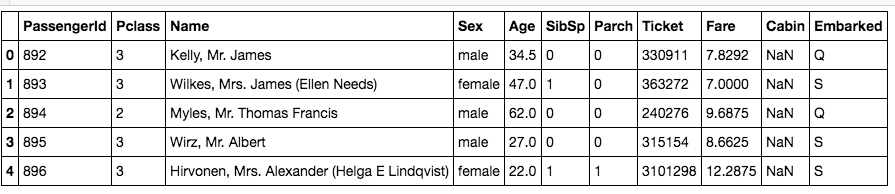 PassengerId Pclass Name Sex Age SibSp Parch Ticket Fare Cabin Embarked
0 892 3 Kelly, Mr. James male 34.5 0 0 330911 7.8292 NaN Q
1 893 3 Wilkes, Mrs. James (Ellen Needs) female 47.0 1 0 363272 7.0000 NaN S
2 894 2 Myles, Mr. Thomas Francis male 62.0 0 0 240276 9.6875 NaN Q
3 895 3 Wirz, Mr. Albert male 27.0 0 0 315154 8.6625 NaN S
4 896 3 Hirvonen, Mrs. Alexander (Helga E Lindqvist) female 22.0 1 1 3101298 12.2875 NaN S